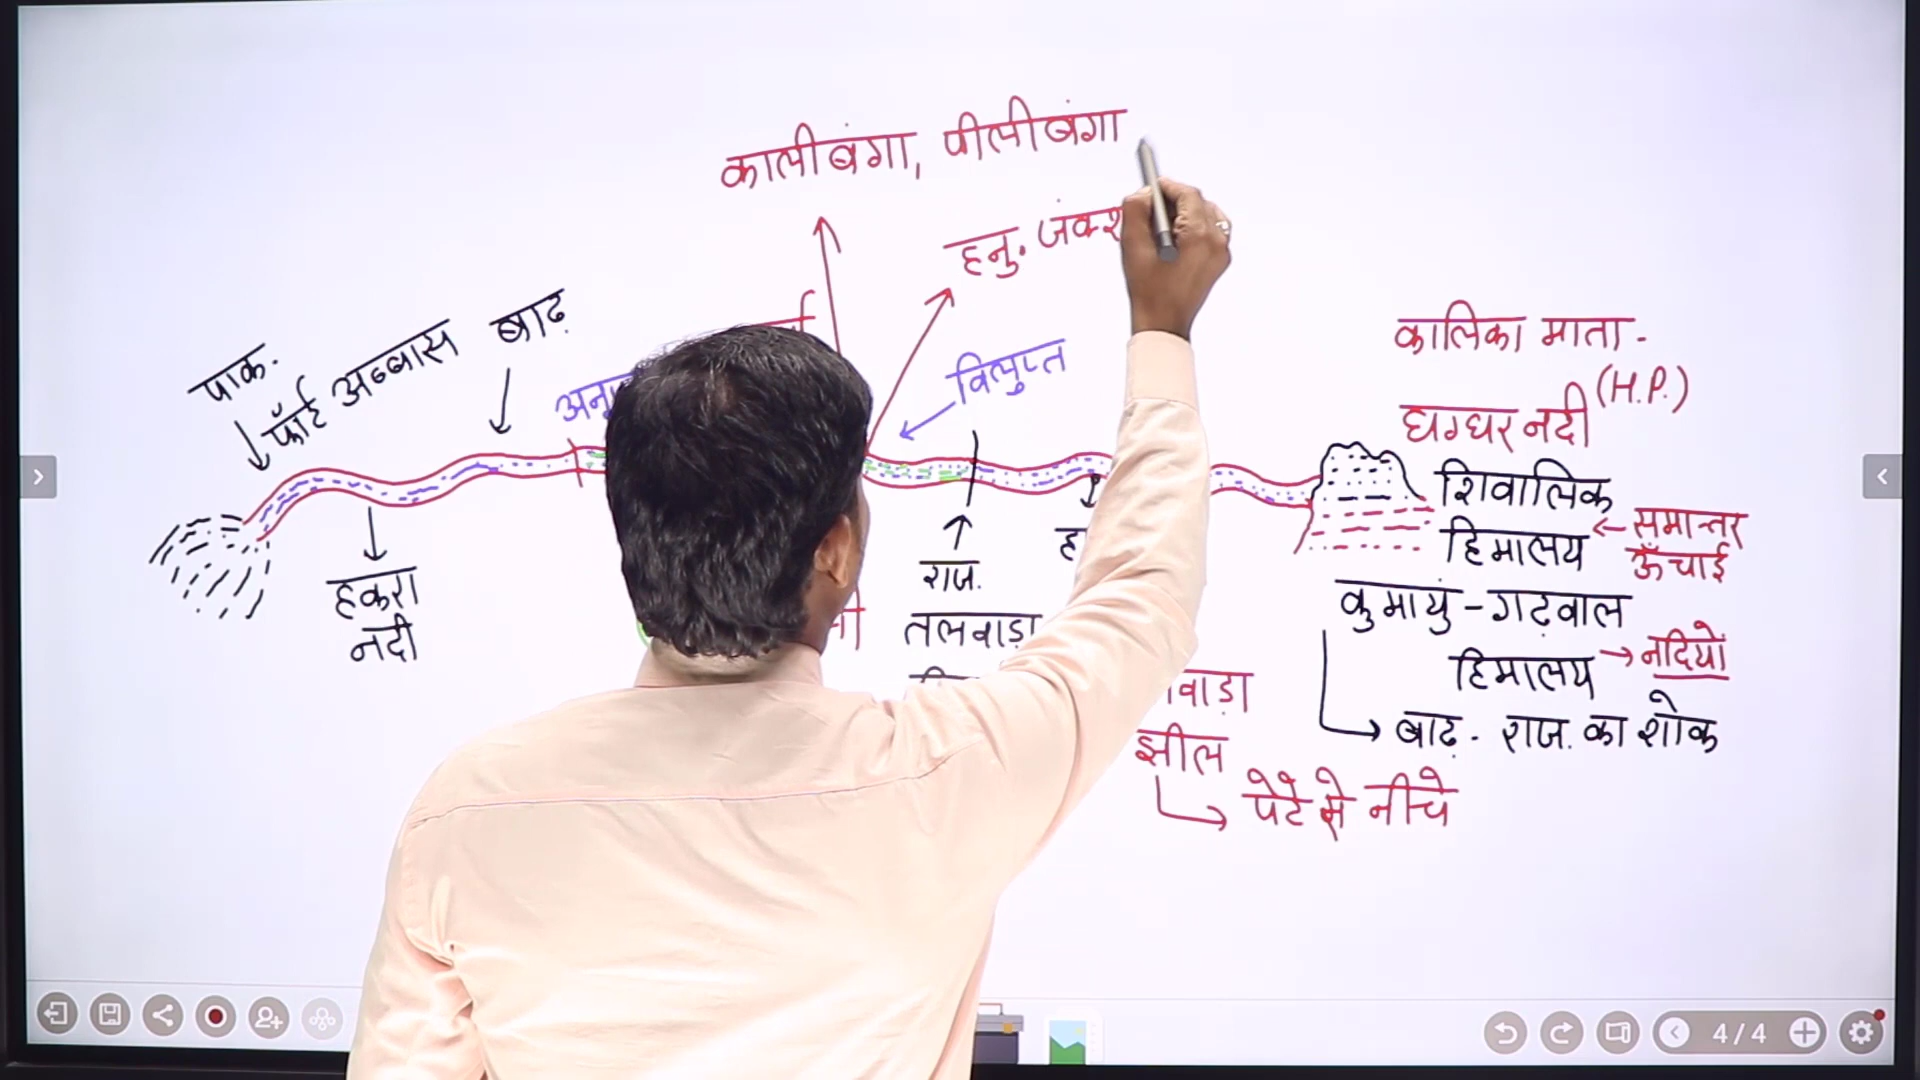 कालीबंगा, पीलीबंगा
हनु. जंक्श
पाक.
फॉर्ट अब्बास बाढ़
विलुप्त
कालिका माता -
(H.P.)
घग्घर नदी
शिवालिक
हिमालय ← समान्तर
ऊँचाई
कुमायुं - गढ़वाल
हिमालय → नदियों
बाढ़ - राज. का शोक
हकरा
नदी
राज.
तलवाड़ा
वाड़ा
झील
पेटे से नीचे
4/4